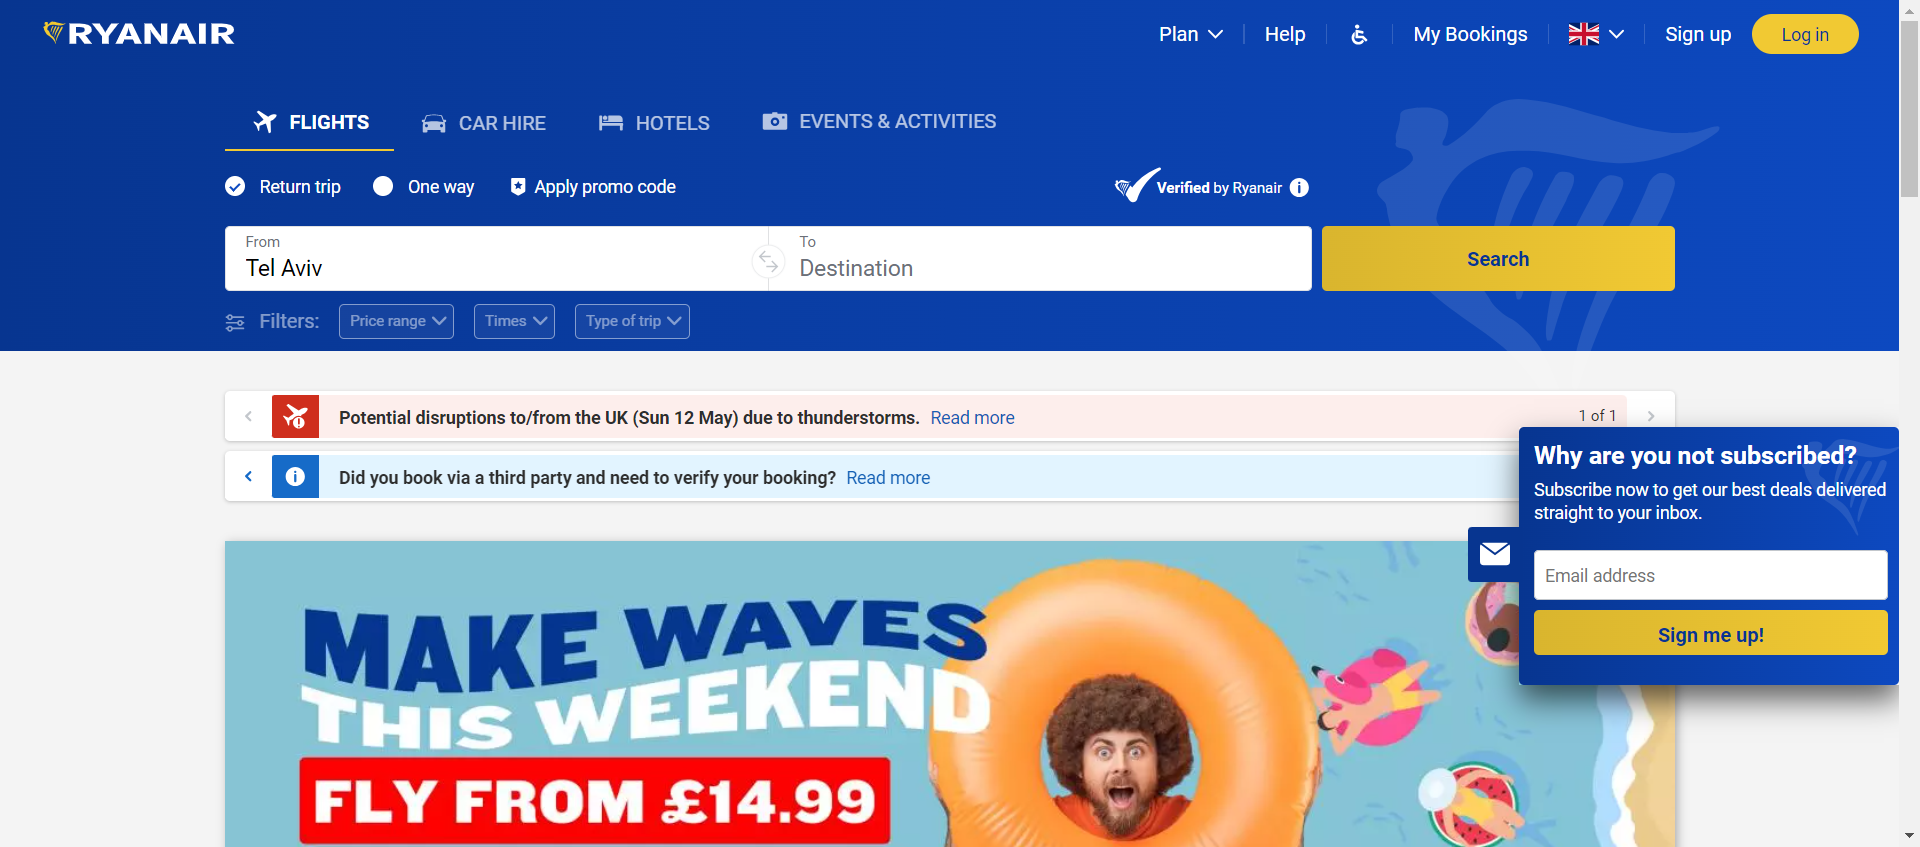 RYANAIR
Plan
Help
My Bookings
Sign up
Log in
FLIGHTS
CAR HIRE
HOTELS
EVENTS & ACTIVITIES
Return trip
One way
Apply promo code
Verified by Ryanair
From
Tel Aviv
To
Destination
Search
Filters:
Price range
Times
Type of trip
Potential disruptions to/from the UK (Sun 12 May) due to thunderstorms. Read more
1 of 1
Did you book via a third party and need to verify your booking? Read more
Why are you not subscribed?
Subscribe now to get our best deals delivered
straight to your inbox.
Email address
Sign me up!
MAKE WAVES
THIS WEEKEND
FLY FROM £14.99